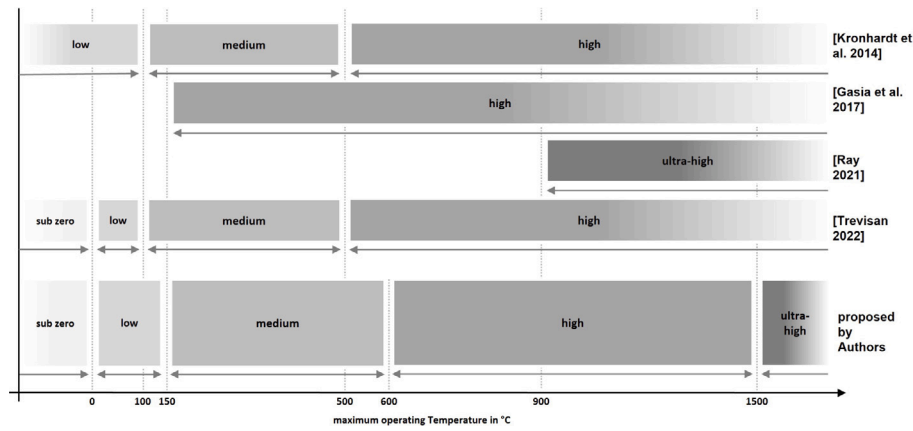 low
medium
high
[Kronhardt
et al. 2014]
high
[Gasia et al.
2017]
ultra-high
[Ray
2021]
sub zero
low
medium
high
[Trevisan
2022]
sub zero
low
medium
high
ultra-
high
proposed
by
Authors
0 100 150 500 600 900 1500
maximum operating Temperature in °C